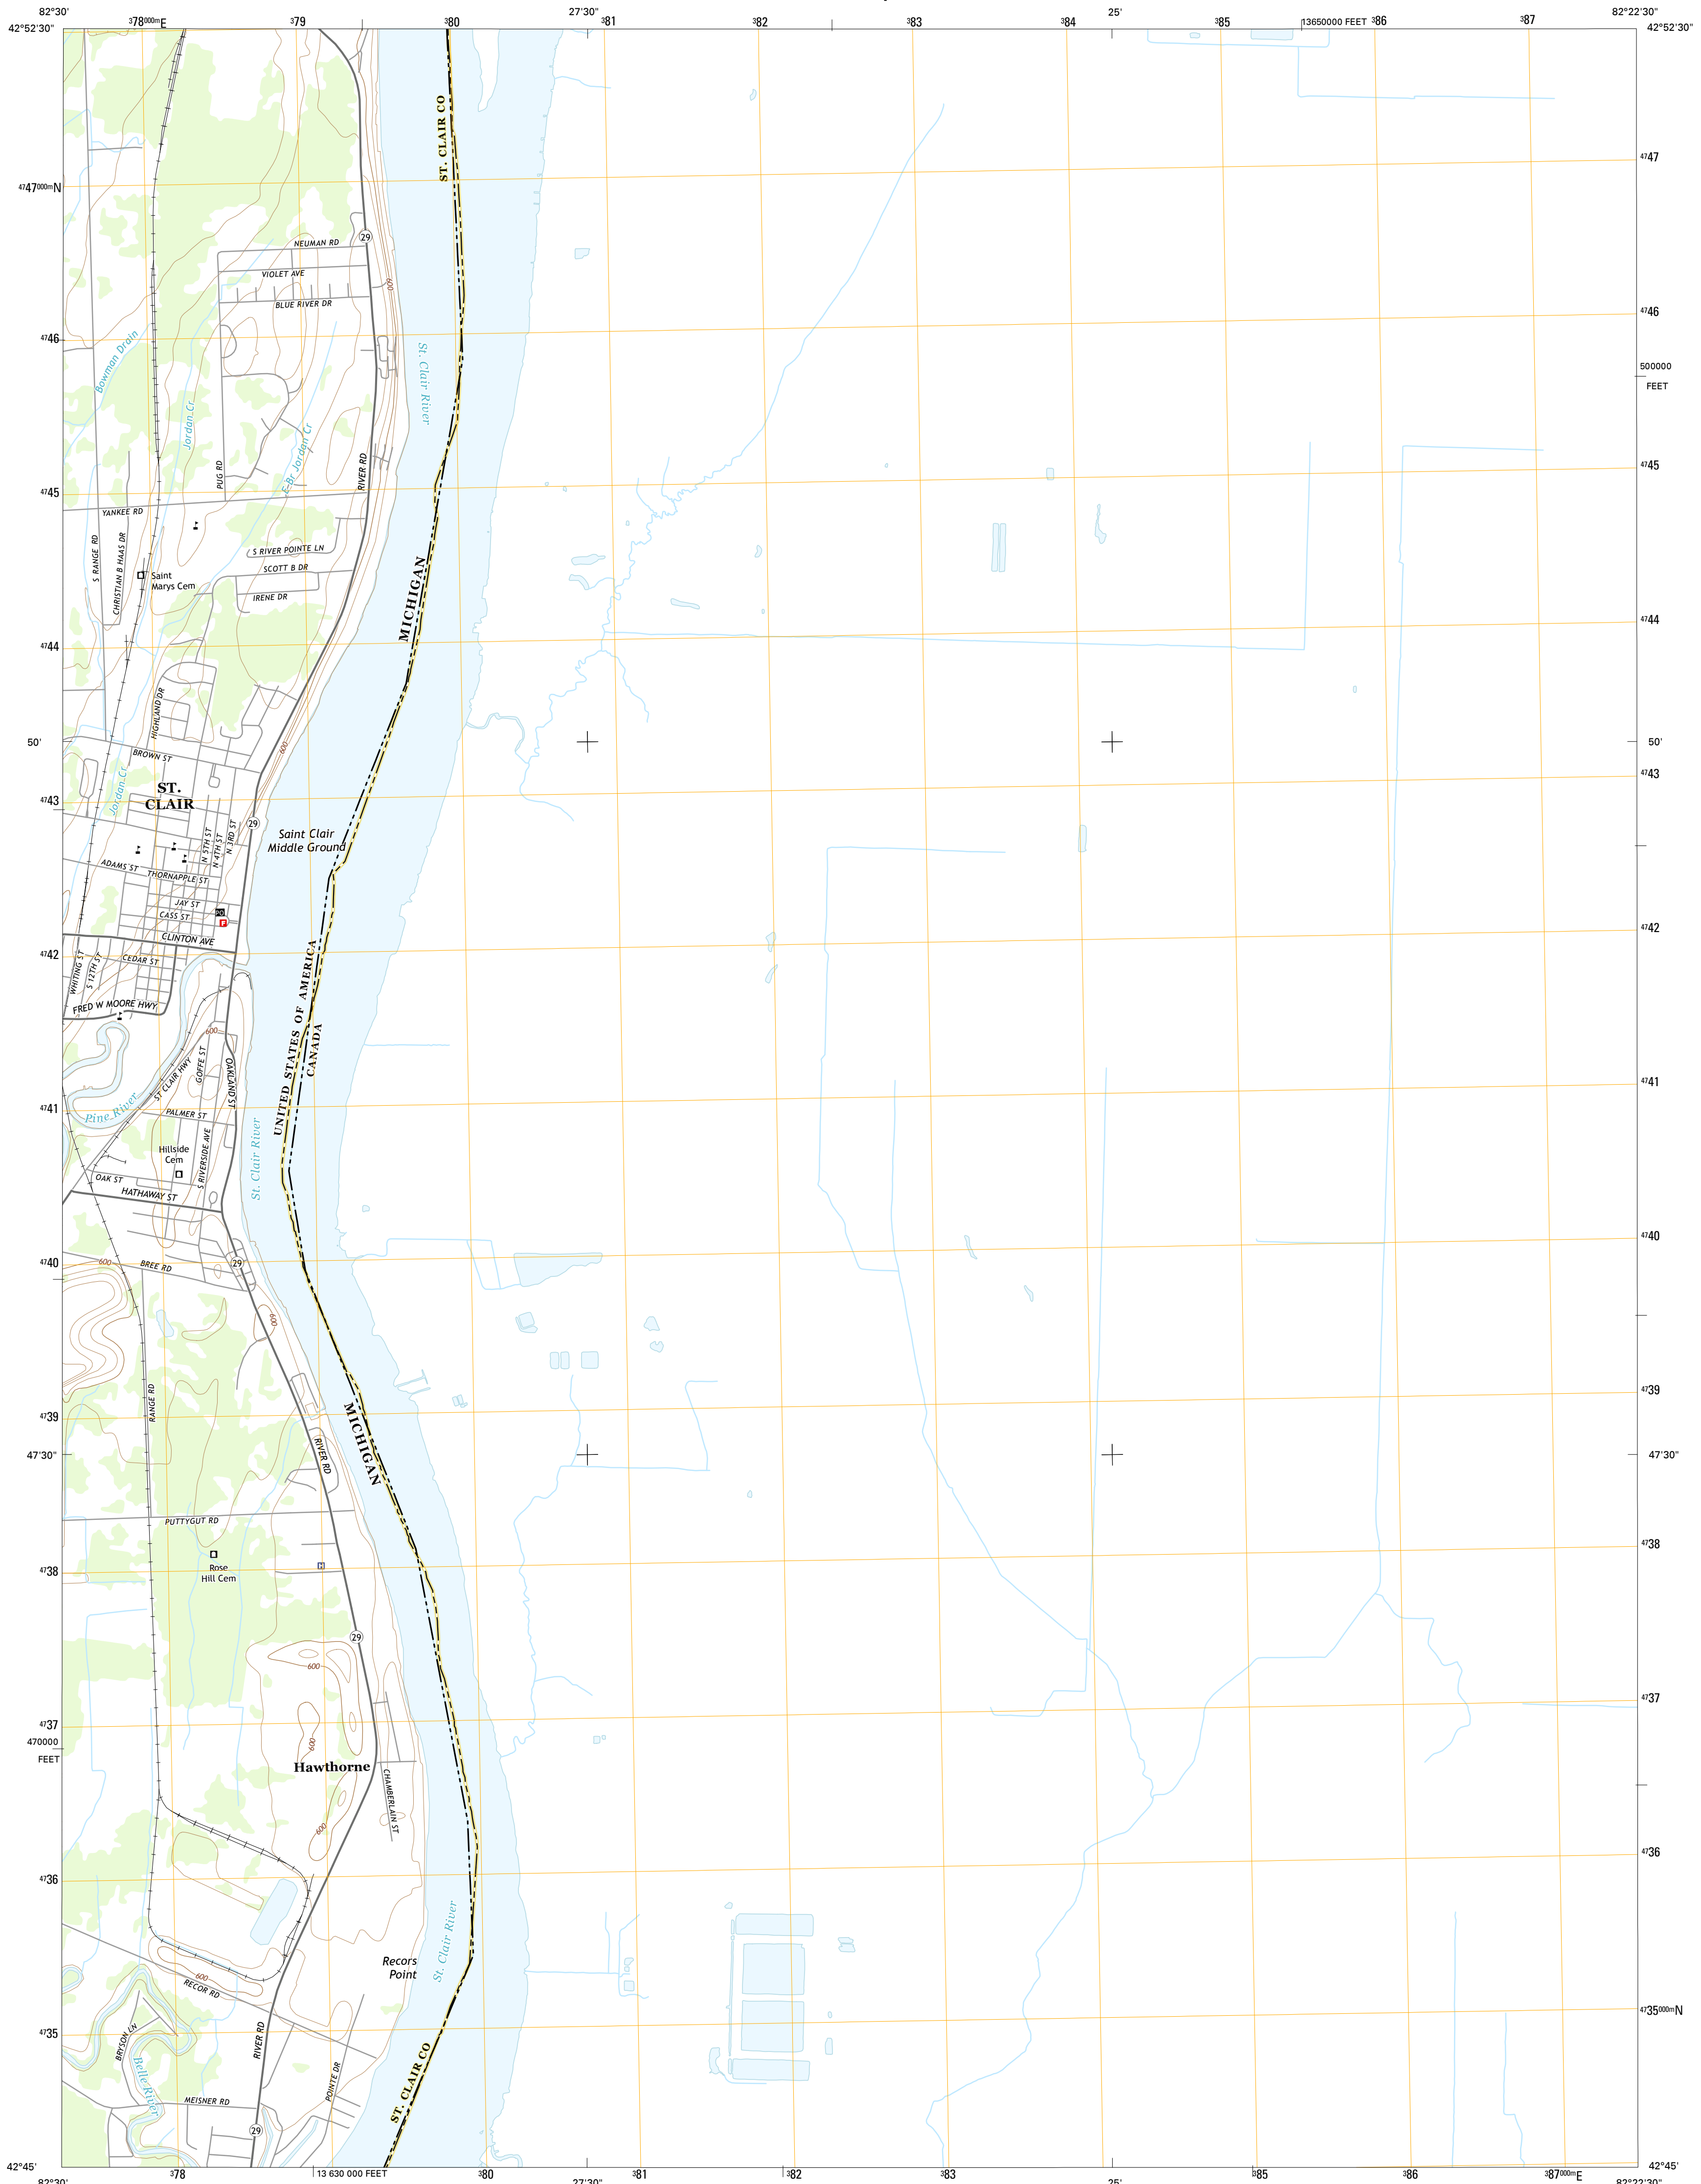 82°30'
³78⁰⁰⁰ᵐE
³79
³80
27'30"
³81
³82
³83
³84
25'
³85
13650000 FEET
³86
³87
82°22'30"
42°52'30"
42°52'30"
ST. CLAIR CO
⁴⁷47
⁴⁷47⁰⁰⁰ᵐN
29
NEUMAN RD
VIOLET AVE
600
BLUE RIVER DR
⁴⁷46
⁴⁷46
Bowman Drain
St. Clair River
500000
FEET
Jordan Cr
E Br Jordan Cr
PUG RD
RIVER RD
⁴⁷45
⁴⁷45
YANKEE RD
S RANGE RD
CHRISTIAN B HAAS DR
S RIVER POINTE LN
SCOTT B DR
Saint
Marys Cem
IRENE DR
MICHIGAN
⁴⁷44
⁴⁷44
HIGHLAND DR
50'
600
50'
BROWN ST
Jordan Cr
ST.
CLAIR
⁴⁷43
⁴⁷43
29
Saint Clair
Middle Ground
N 5TH ST
N 4TH ST
N 3RD ST
ADAMS ST
THORNAPPLE ST
JAY ST
CASS ST
PO
F
CLINTON AVE
⁴⁷42
⁴⁷42
CEDAR ST
WHITING ST
S 12TH ST
FRED W MOORE HWY
UNITED STATES OF AMERICA
CANADA
600
ST CLAIR HWY
GOFFE ST
OAKLAND ST
⁴⁷41
⁴⁷41
Pine River
PALMER ST
St. Clair River
Hillside
Cem
S RIVERSIDE AVE
OAK ST
HATHAWAY ST
⁴⁷40
⁴⁷40
600
BREE RD
29
600
RANGE RD
MICHIGAN
⁴⁷39
⁴⁷39
RIVER RD
47'30"
47'30"
PUTTYGUT RD
Rose
Hill Cem
H
⁴⁷38
⁴⁷38
29
600
⁴⁷37
⁴⁷37
470000
FEET
600
Hawthorne
CHAMBERLAIN ST
600
⁴⁷36
⁴⁷36
St. Clair River
Recors
Point
600
RECOR RD
⁴⁷35
⁴⁷35⁰⁰⁰ᵐN
BRYSON LN
RIVER RD
ST. CLAIR CO
Belle River
POINTE DR
MEISNER RD
29
42°45'
42°45'
82°30'
³78
13 630 000 FEET
³80
27'30"
³81
³82
³83
25'
³85
³86
³87⁰⁰⁰ᵐE
82°22'30"